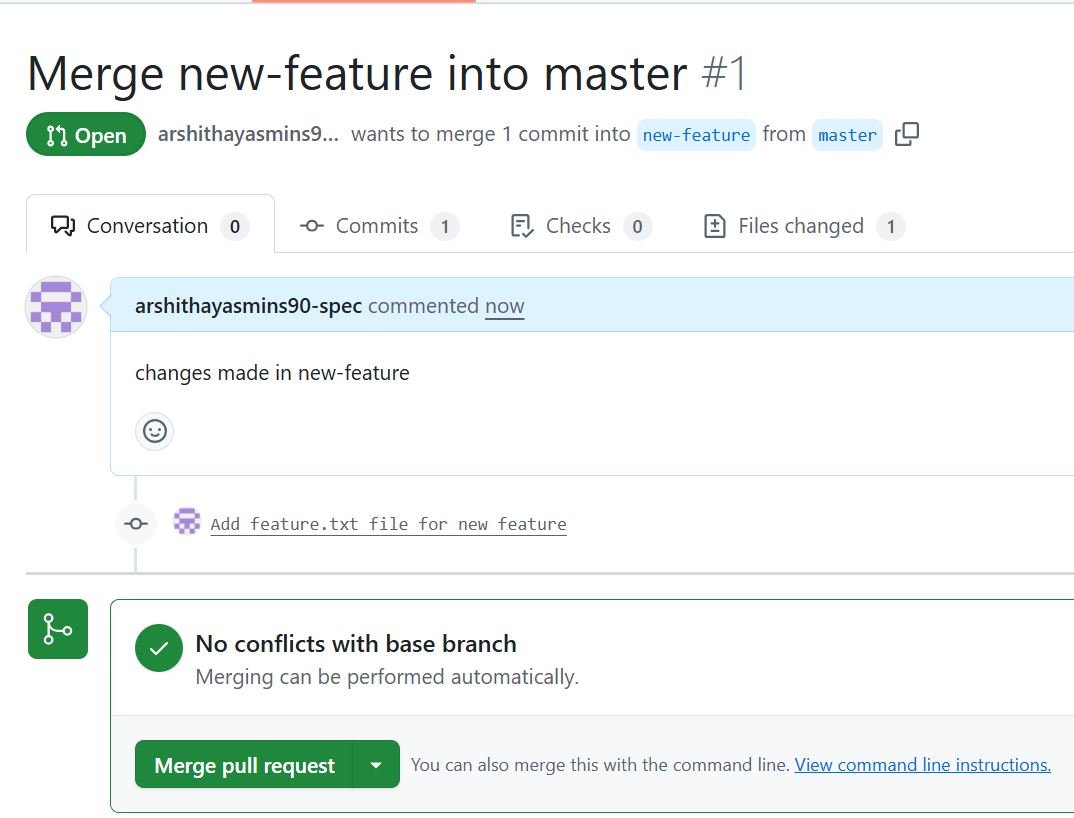 Merge new-feature into master #1
Open arshithayasmins9... wants to merge 1 commit into new-feature from master
Conversation 0 Commits 1 Checks 0 Files changed 1
arshithayasmins90-spec commented now
changes made in new-feature
Add feature.txt file for new feature
No conflicts with base branch
Merging can be performed automatically.
Merge pull request You can also merge this with the command line. View command line instructions.